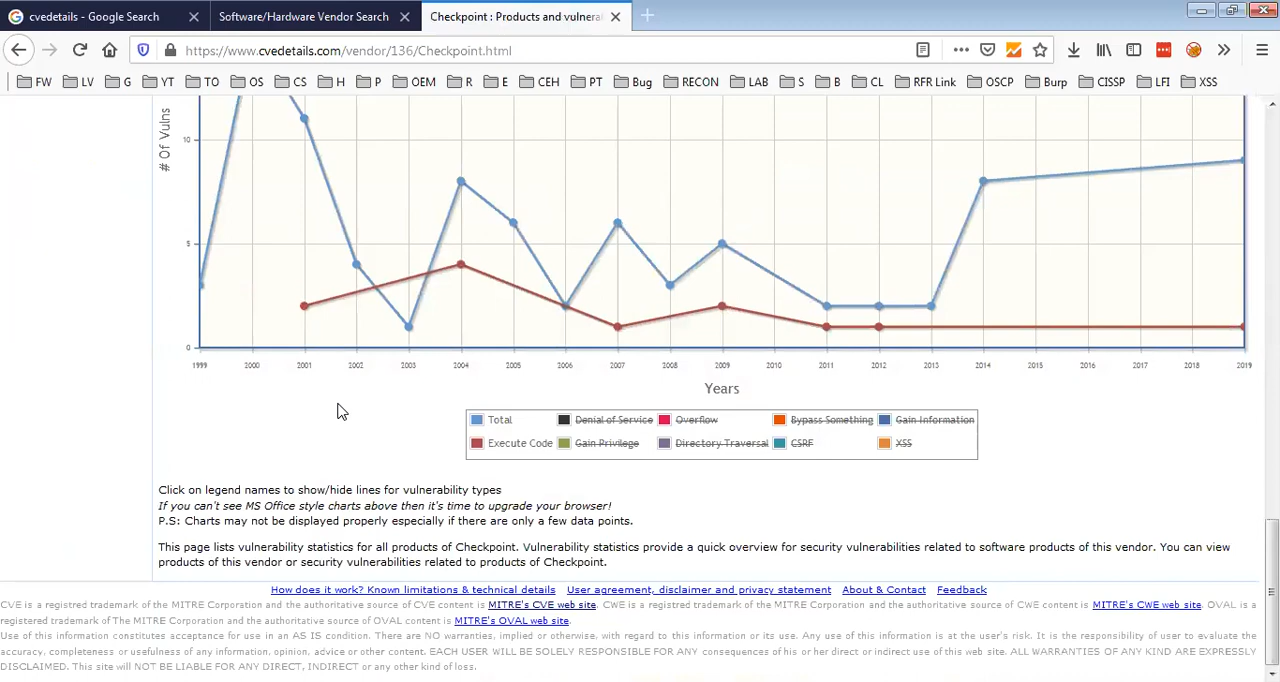 cvedetails - Google Search
Software/Hardware Vendor Search
Checkpoint : Products and vulnera
https://www.cvedetails.com/vendor/136/Checkpoint.html
FW LV G YT TO OS CS H P OEM R E CEH PT Bug RECON LAB S B CL RFR Link OSCP Burp CISSP LFI XSS
# Of Vulns
10
5
0
1999 2000 2001 2002 2003 2004 2005 2006 2007 2008 2009 2010 2011 2012 2013 2014 2015 2016 2017 2018 2019
Years
Total Denial of Service Overflow Bypass Something Gain Information
Execute Code Gain Privilege Directory Traversal CSRF XSS
Click on legend names to show/hide lines for vulnerability types
If you can't see MS Office style charts above then it's time to upgrade your browser!
P.S: Charts may not be displayed properly especially if there are only a few data points.
This page lists vulnerability statistics for all products of Checkpoint. Vulnerability statistics provide a quick overview for security vulnerabilities related to software products of this vendor. You can view
products of this vendor or security vulnerabilities related to products of Checkpoint.
How does it work? Known limitations & technical details User agreement, disclaimer and privacy statement About & Contact Feedback
CVE is a registred trademark of the MITRE Corporation and the authoritative source of CVE content is MITRE's CVE web site. CWE is a registred trademark of the MITRE Corporation and the authoritative source of CWE content is MITRE's CWE web site. OVAL is a
registered trademark of The MITRE Corporation and the authoritative source of OVAL content is MITRE's OVAL web site.
Use of this information constitutes acceptance for use in an AS IS condition. There are NO warranties, implied or otherwise, with regard to this information or its use. Any use of this information is at the user's risk. It is the responsibility of user to evaluate the
accuracy, completeness or usefulness of any information, opinion, advice or other content. EACH USER WILL BE SOLELY RESPONSIBLE FOR ANY consequences of his or her direct or indirect use of this web site. ALL WARRANTIES OF ANY KIND ARE EXPRESSLY
DISCLAIMED. This site will NOT BE LIABLE FOR ANY DIRECT, INDIRECT or any other kind of loss.